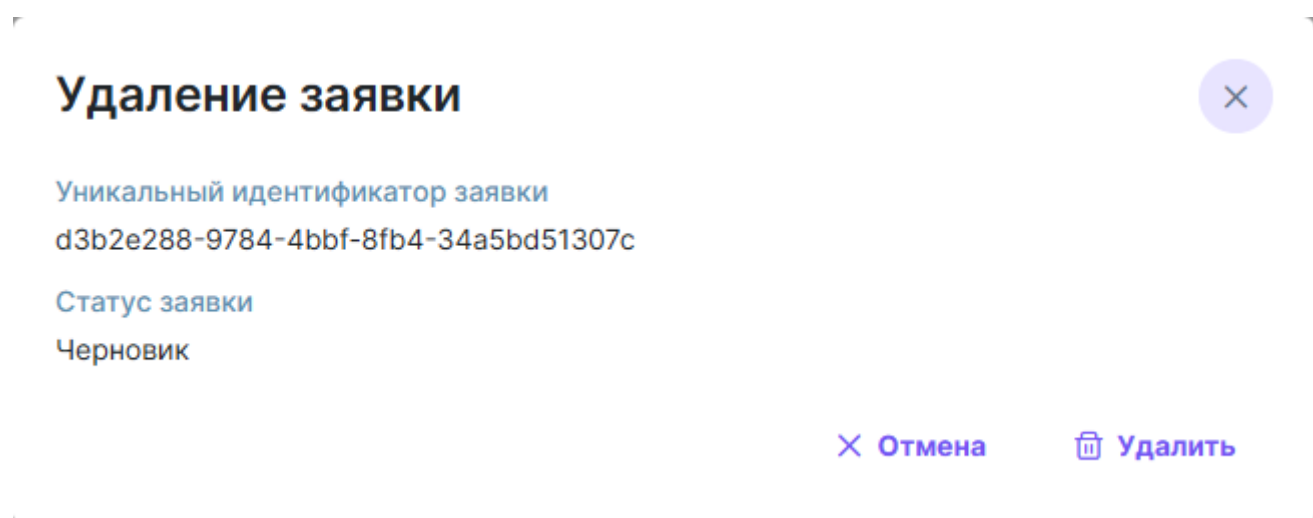 Удаление заявки
Уникальный идентификатор заявки
d3b2e288-9784-4bbf-8fb4-34a5bd51307c
Статус заявки
Черновик
Отмена Удалить